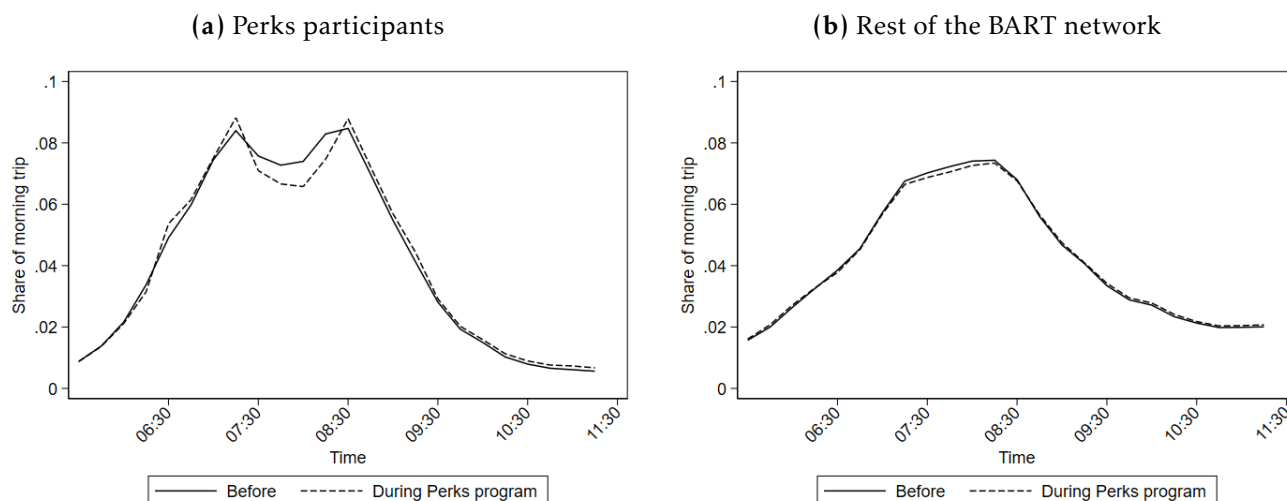 (a) Perks participants
.1
.08
.06
.04
.02
0
Share of morning trip
06:30
07:30
08:30
09:30
10:30
11:30
Time
Before
During Perks program
(b) Rest of the BART network
.1
.08
.06
.04
.02
0
Share of morning trip
06:30
07:30
08:30
09:30
10:30
11:30
Time
Before
During Perks program